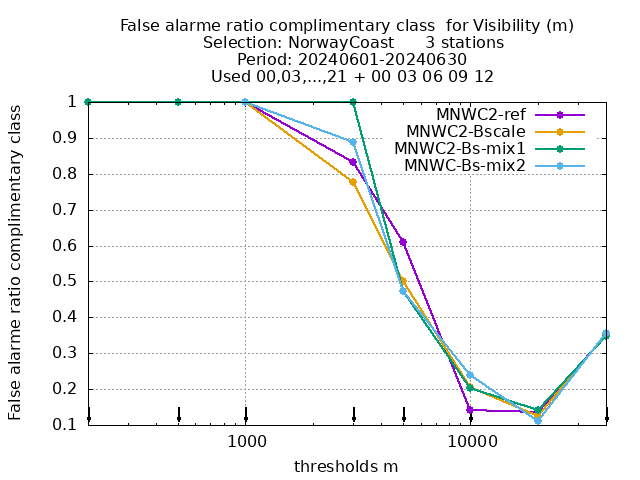 False alarme ratio complimentary class  for Visibility (m)
Selection: NorwayCoast      3 stations
Period: 20240601-20240630
Used 00,03,...,21 + 00 03 06 09 12
False alarme ratio complimentary class
1
0.9
0.8
0.7
0.6
0.5
0.4
0.3
0.2
0.1
MNWC2-ref
MNWC2-Bscale
MNWC2-Bs-mix1
MNWC-Bs-mix2
1000
10000
thresholds m